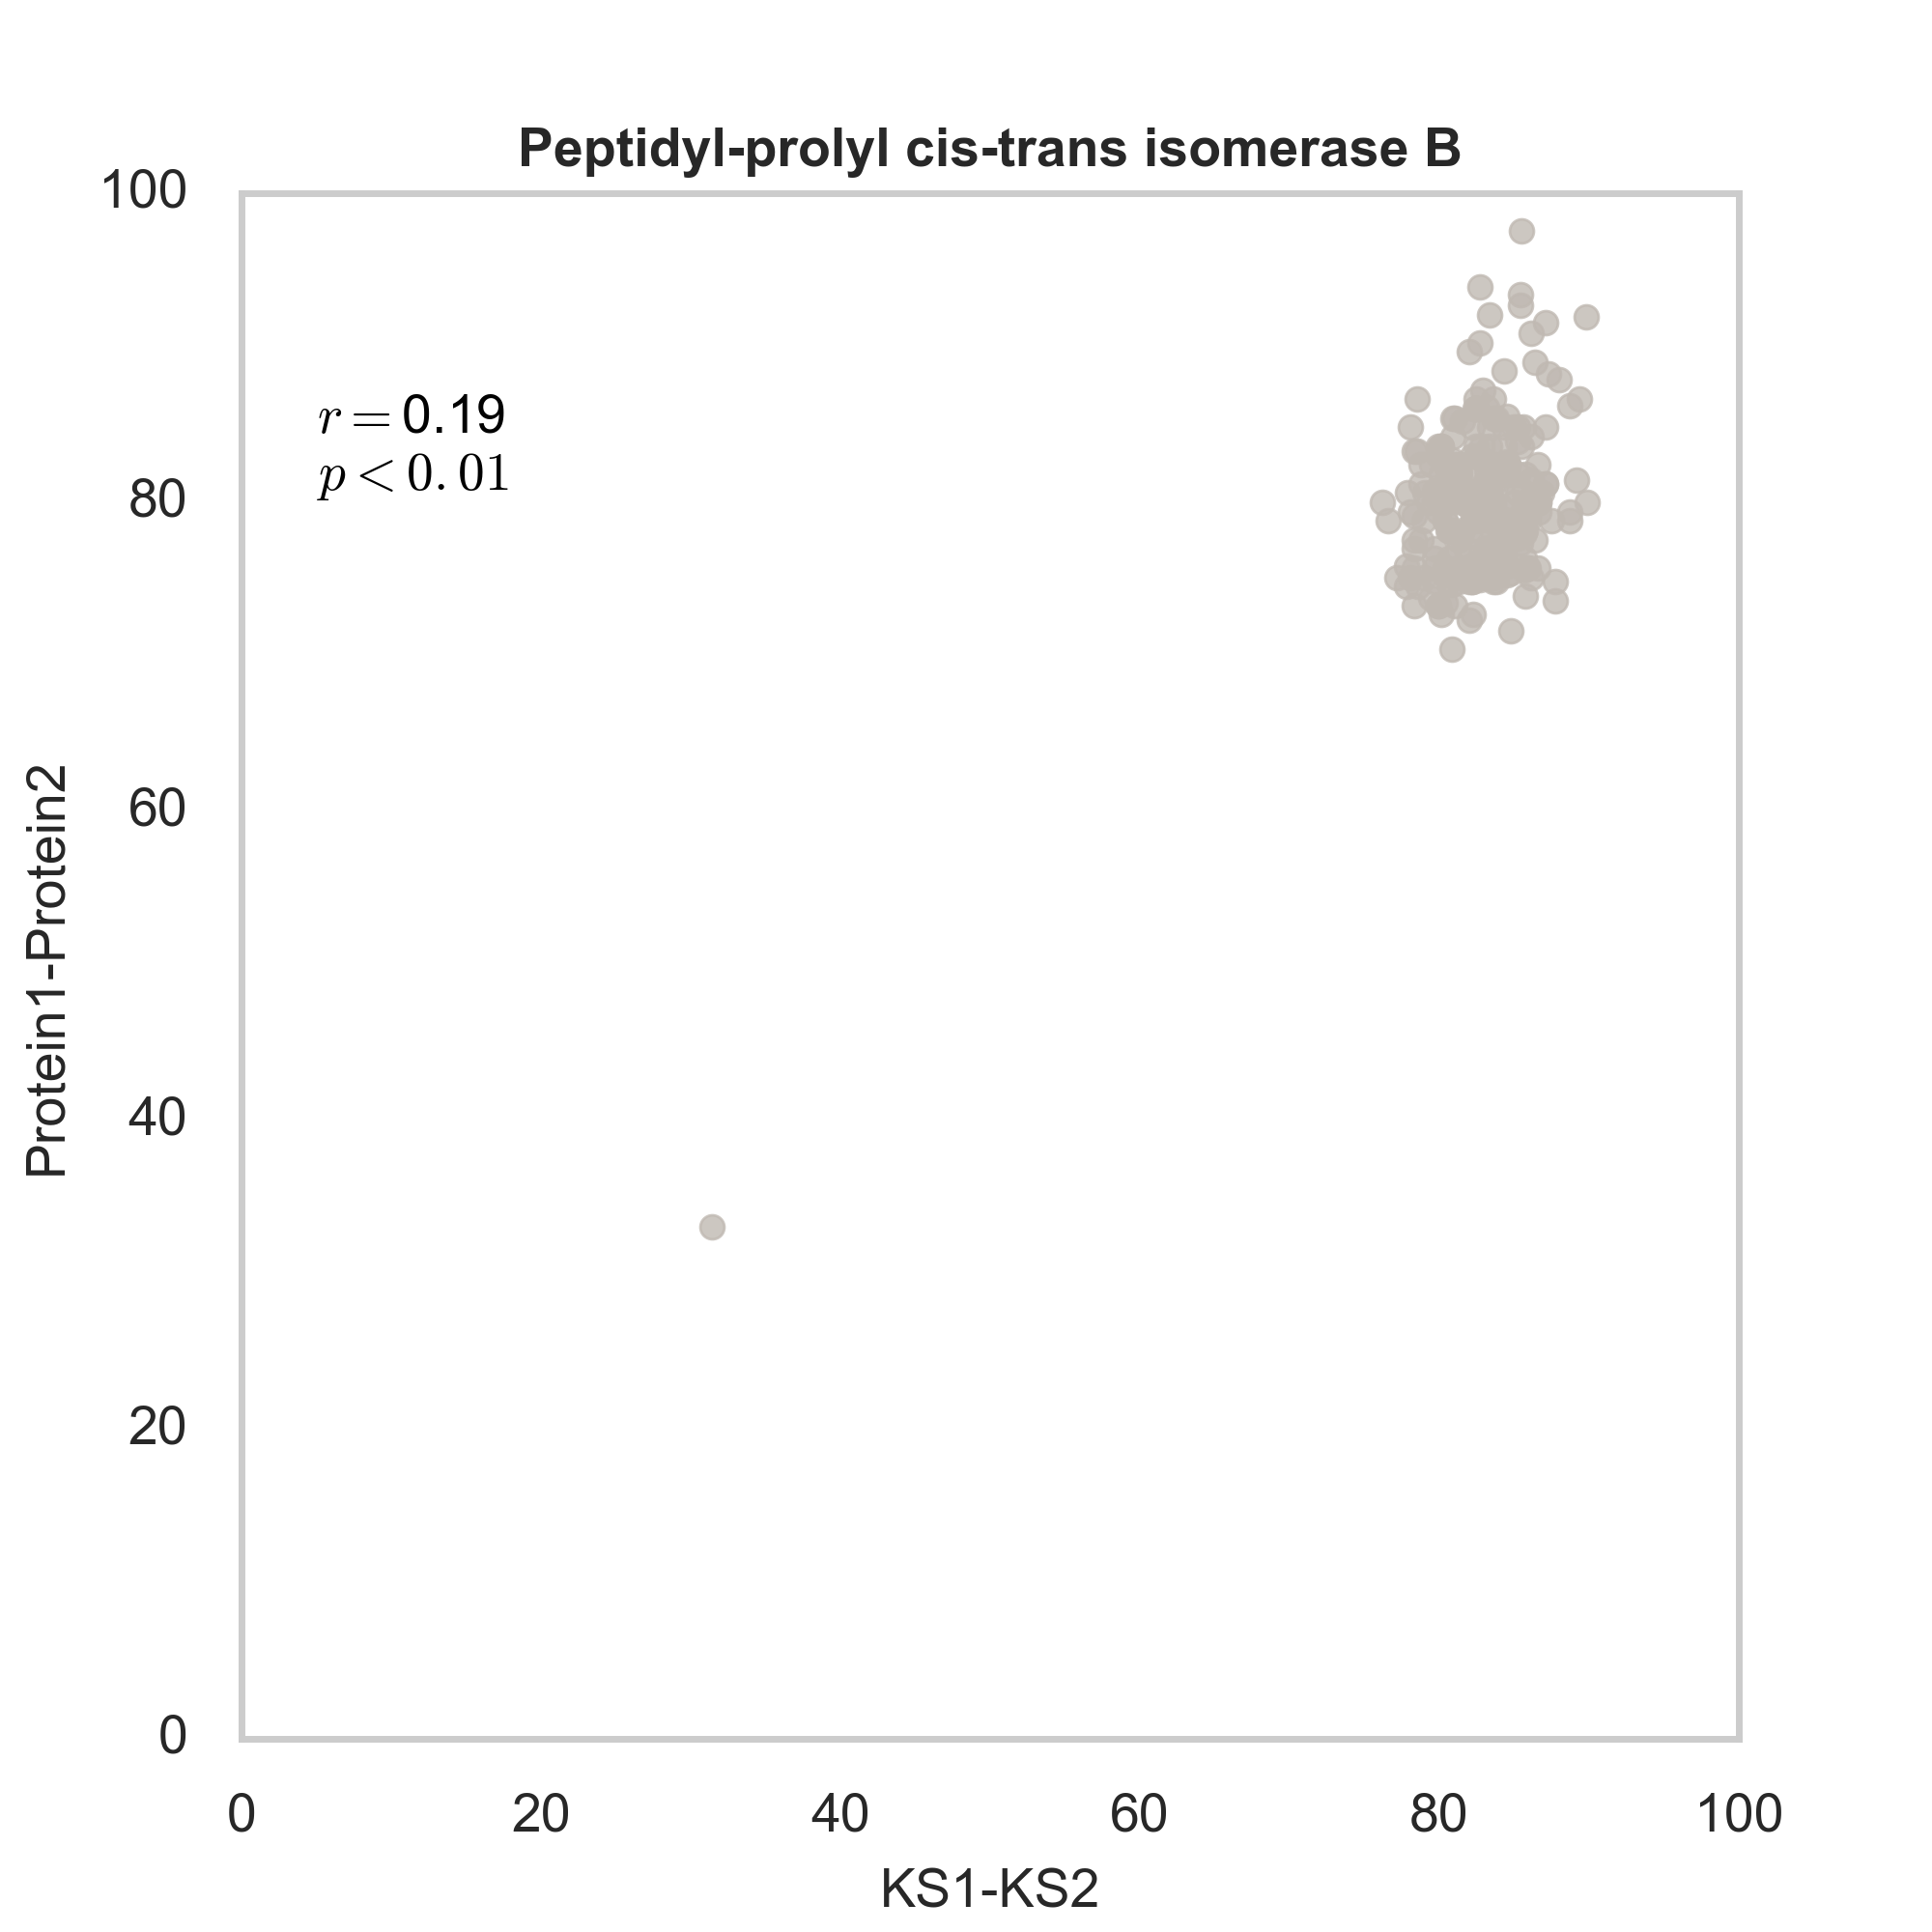 Peptidyl-prolyl cis-trans isomerase B
100
80
60
40
20
0
r = 0.19
p < 0.01
Protein1-Protein2
0 20 40 60 80 100
KS1-KS2